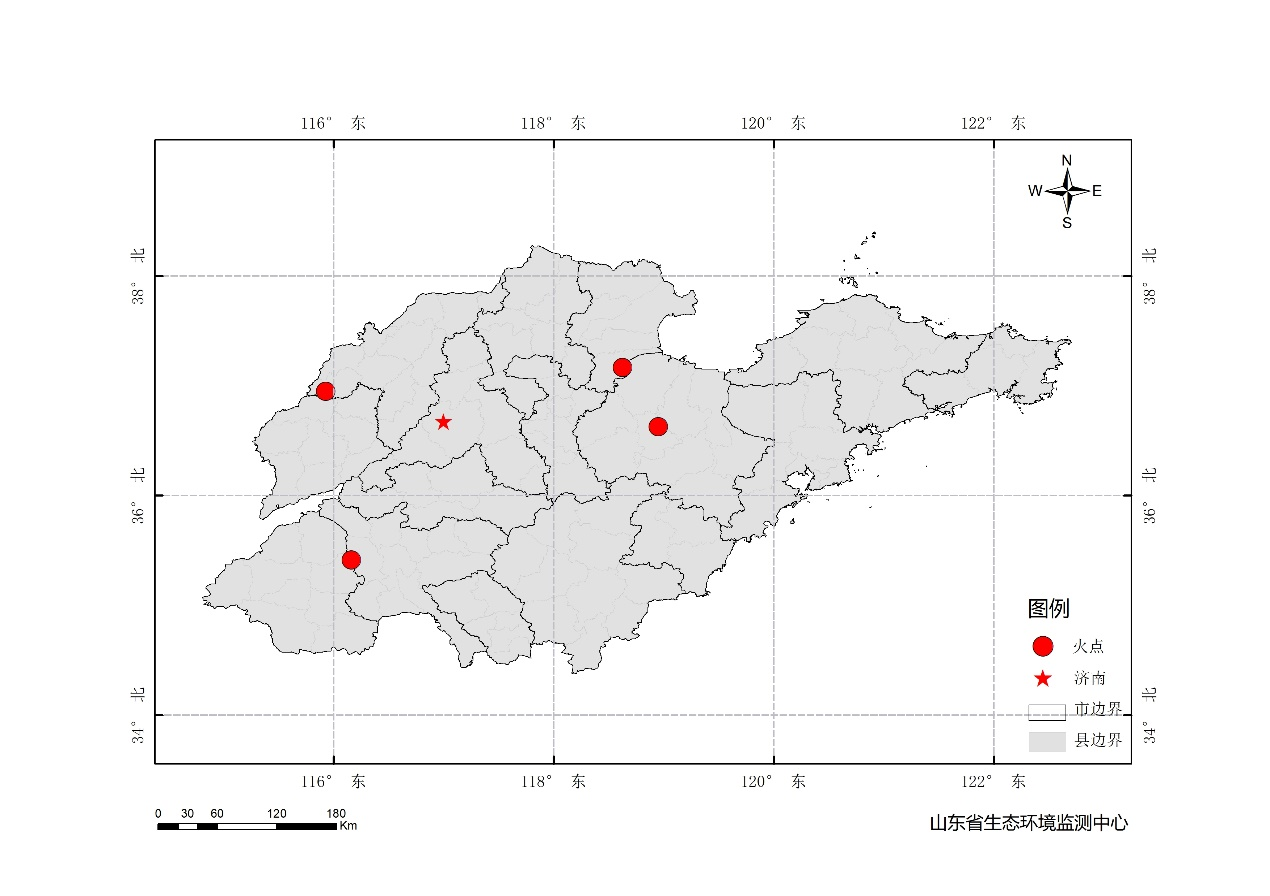 116° 东 118° 东 120° 东 122° 东
N
W E
S
38° 北 38° 北
36° 北 36° 北
图例
火点
济南
市边界
县边界
34° 北 34° 北
116° 东 118° 东 120° 东 122° 东
0 30 60 120 180
Km
山东省生态环境监测中心